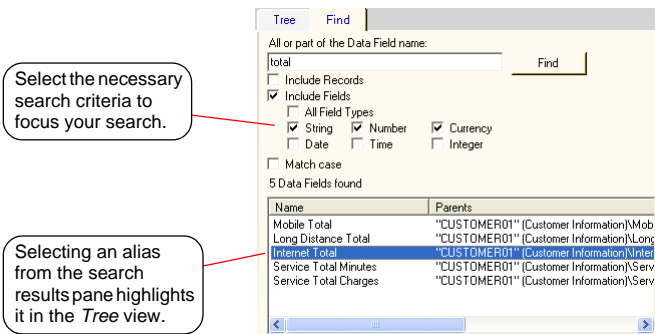 Tree Find
All or part of the Data Field name:
total
Find
Include Records
Include Fields
All Field Types
String Number Currency
Date Time Integer
Match case
5 Data Fields found
Name Parents
Mobile Total "CUSTOMER01" (Customer Information)\Mob
Long Distance Total "CUSTOMER01" (Customer Information)\Long
Internet Total "CUSTOMER01" (Customer Information)\Inter
Service Total Minutes "CUSTOMER01" (Customer Information)\Serv
Service Total Charges "CUSTOMER01" (Customer Information)\Serv
Select the necessary
search criteria to
focus your search.
Selecting an alias
from the search
results pane highlights
it in the Tree view.